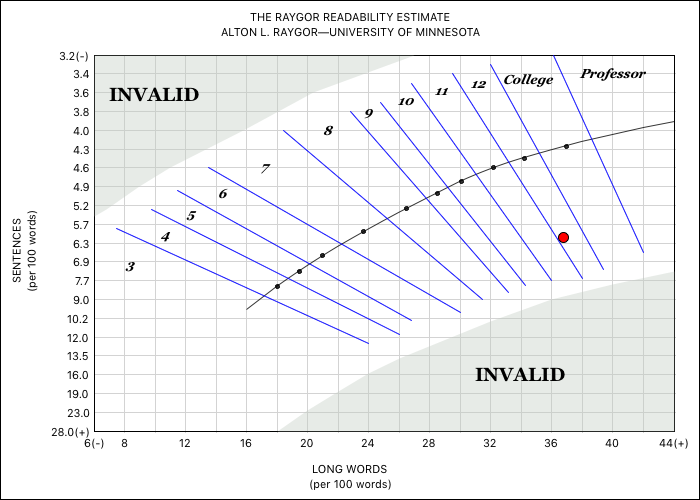 THE RAYGOR READABILITY ESTIMATE
ALTON L. RAYGOR—UNIVERSITY OF MINNESOTA
3.2(-)
3.4
3.6
3.8
4.0
4.3
4.6
4.9
5.2
5.7
6.3
6.9
7.7
9.0
10.2
12.0
13.5
16.0
19.0
23.0
28.0(+)
SENTENCES
(per 100 words)
INVALID
3
4
5
6
7
8
9
10
11
12
College
Professor
INVALID
6(-) 8 12 16 20 24 28 32 36 40 44(+)
LONG WORDS
(per 100 words)